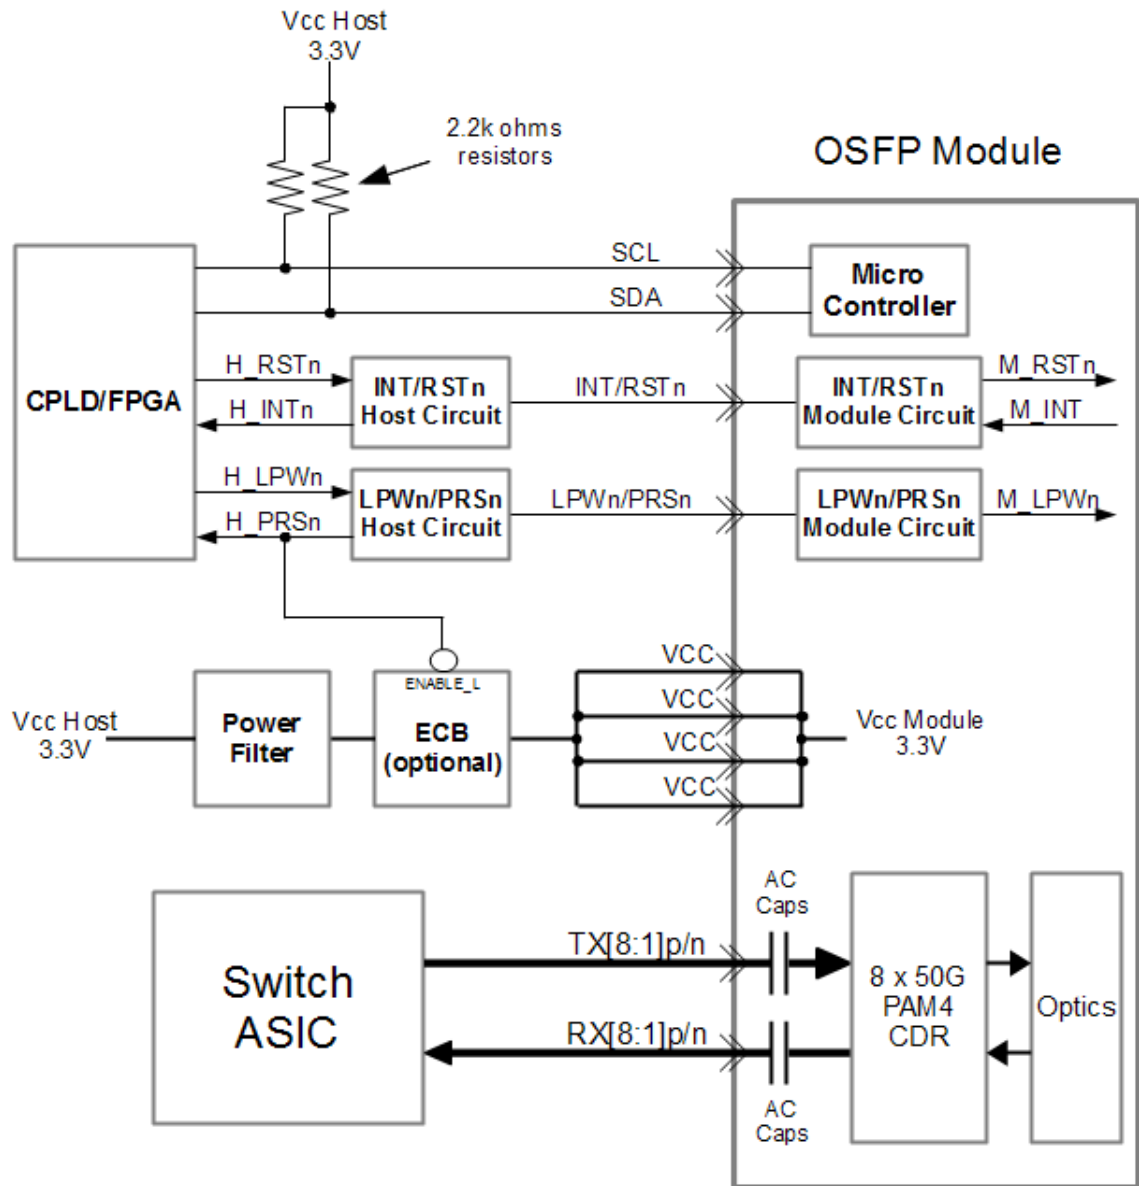 Vcc Host
3.3V
2.2k ohms
resistors
OSFP Module
SCL
SDA
Micro
Controller
CPLD/FPGA
H_RSTn
H_INTn
INT/RSTn
Host Circuit
INT/RSTn
INT/RSTn
Module Circuit
M_RSTn
M_INT
H_LPWn
H_PRSn
LPWn/PRSn
Host Circuit
LPWn/PRSn
LPWn/PRSn
Module Circuit
M_LPWn
Vcc Host
3.3V
Power
Filter
ENABLE_L
ECB
(optional)
VCC
VCC
VCC
VCC
Vcc Module
3.3V
Switch
ASIC
TX[8:1]p/n
RX[8:1]p/n
AC
Caps
AC
Caps
8 x 50G
PAM4
CDR
Optics